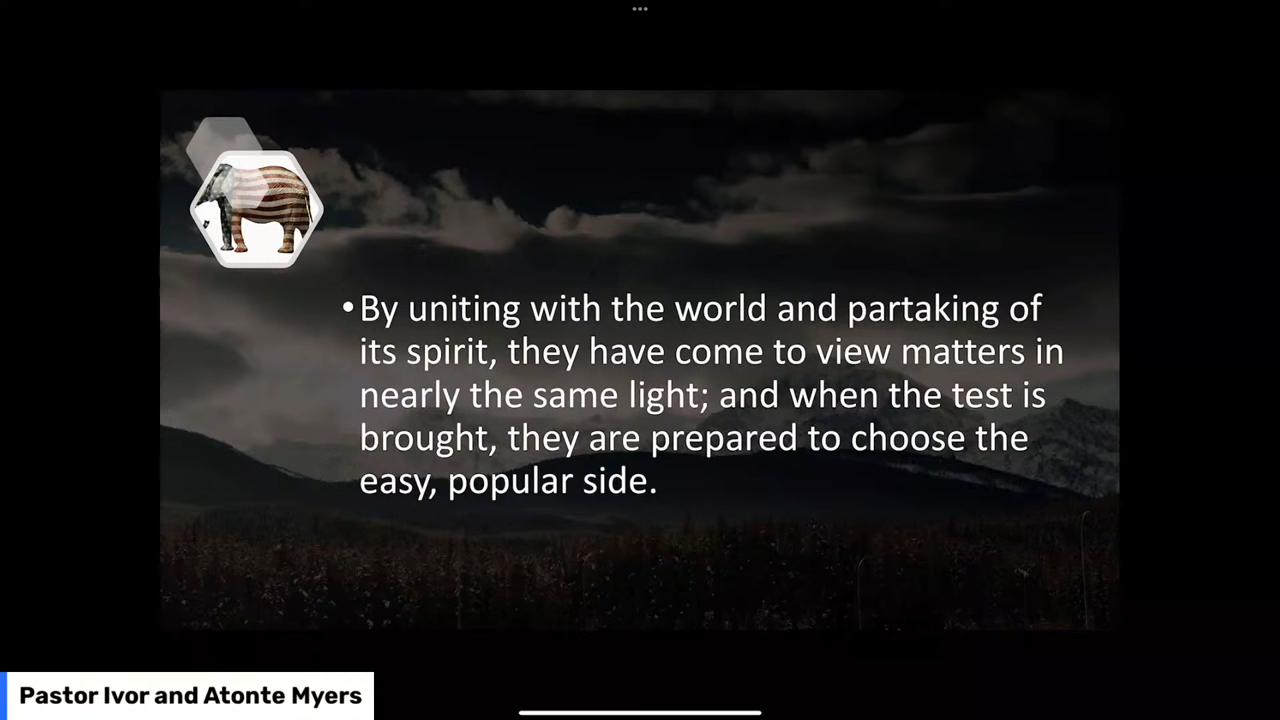 •By uniting with the world and partaking of
its spirit, they have come to view matters in
nearly the same light; and when the test is
brought, they are prepared to choose the
easy, popular side.
Pastor Ivor and Atonte Myers